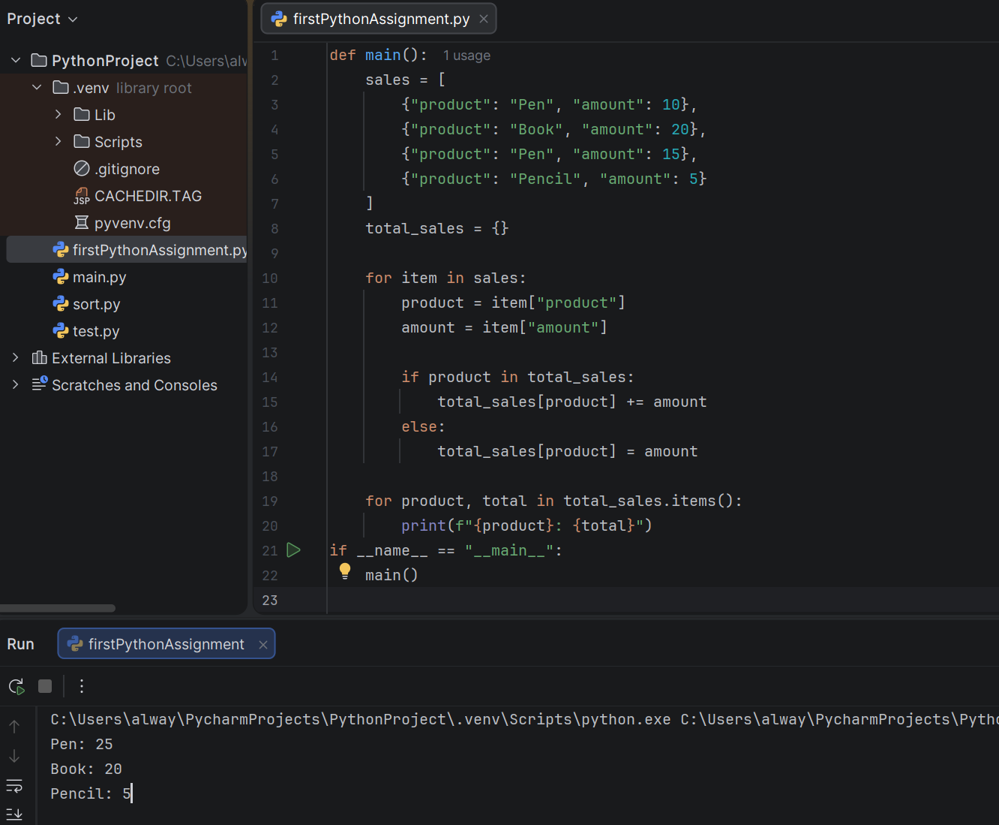 Project
PythonProject C:\Users\alw
.venv library root
Lib
Scripts
.gitignore
CACHEDIR.TAG
pyvenv.cfg
firstPythonAssignment.py
main.py
sort.py
test.py
External Libraries
Scratches and Consoles
firstPythonAssignment.py
1 def main(): 1 usage
2 sales = [
3 {"product": "Pen", "amount": 10},
4 {"product": "Book", "amount": 20},
5 {"product": "Pen", "amount": 15},
6 {"product": "Pencil", "amount": 5}
7 ]
8 total_sales = {}
9
10 for item in sales:
11 product = item["product"]
12 amount = item["amount"]
13
14 if product in total_sales:
15 total_sales[product] += amount
16 else:
17 total_sales[product] = amount
18
19 for product, total in total_sales.items():
20 print(f"{product}: {total}")
21 if __name__ == "__main__":
22 main()
23
Run firstPythonAssignment
C:\Users\alway\PycharmProjects\PythonProject\.venv\Scripts\python.exe C:\Users\alway\PycharmProjects\Pytho
Pen: 25
Book: 20
Pencil: 5